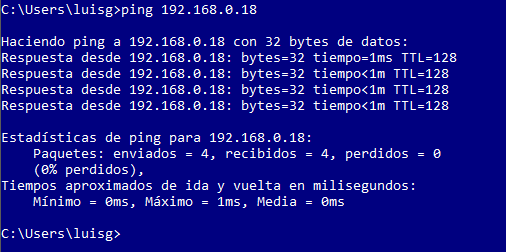 C:\Users\luisg>ping 192.168.0.18
Haciendo ping a 192.168.0.18 con 32 bytes de datos:
Respuesta desde 192.168.0.18: bytes=32 tiempo=1ms TTL=128
Respuesta desde 192.168.0.18: bytes=32 tiempo<1m TTL=128
Respuesta desde 192.168.0.18: bytes=32 tiempo<1m TTL=128
Respuesta desde 192.168.0.18: bytes=32 tiempo<1m TTL=128
Estadísticas de ping para 192.168.0.18:
    Paquetes: enviados = 4, recibidos = 4, perdidos = 0
    (0% perdidos),
Tiempos aproximados de ida y vuelta en milisegundos:
    Mínimo = 0ms, Máximo = 1ms, Media = 0ms
C:\Users\luisg>